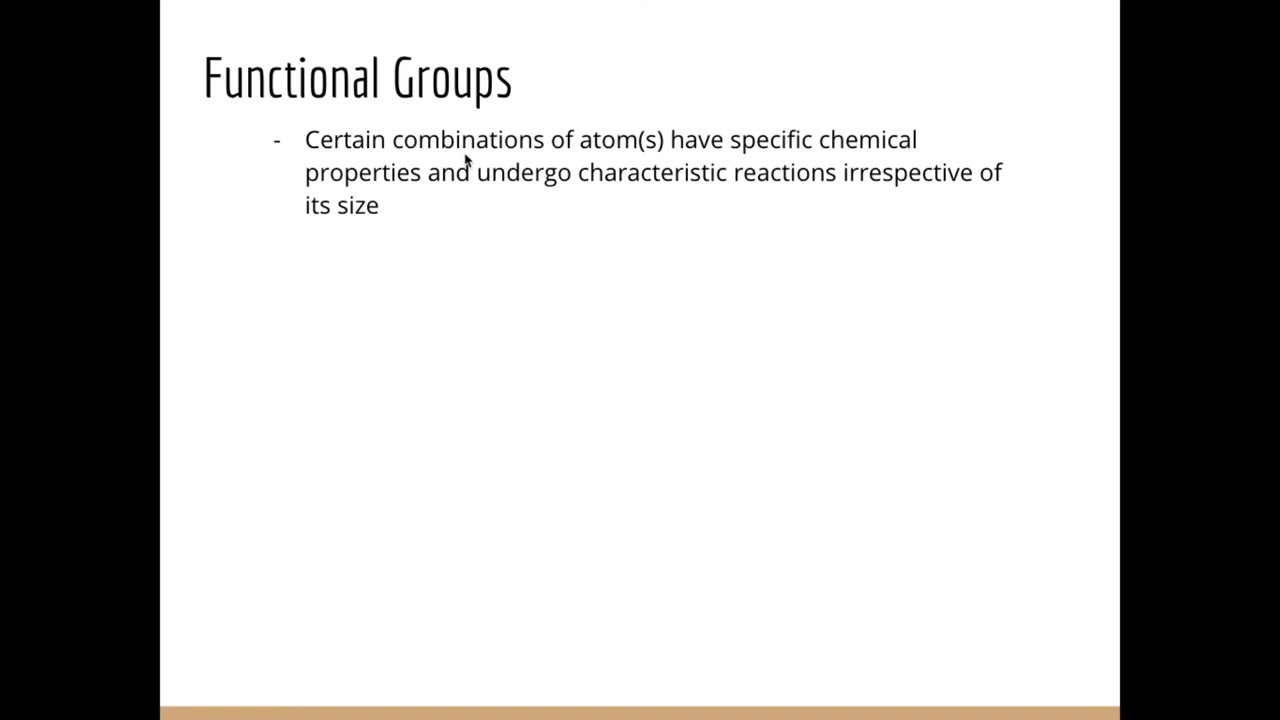 Functional Groups
- Certain combinations of atom(s) have specific chemical
properties and undergo characteristic reactions irrespective of
its size